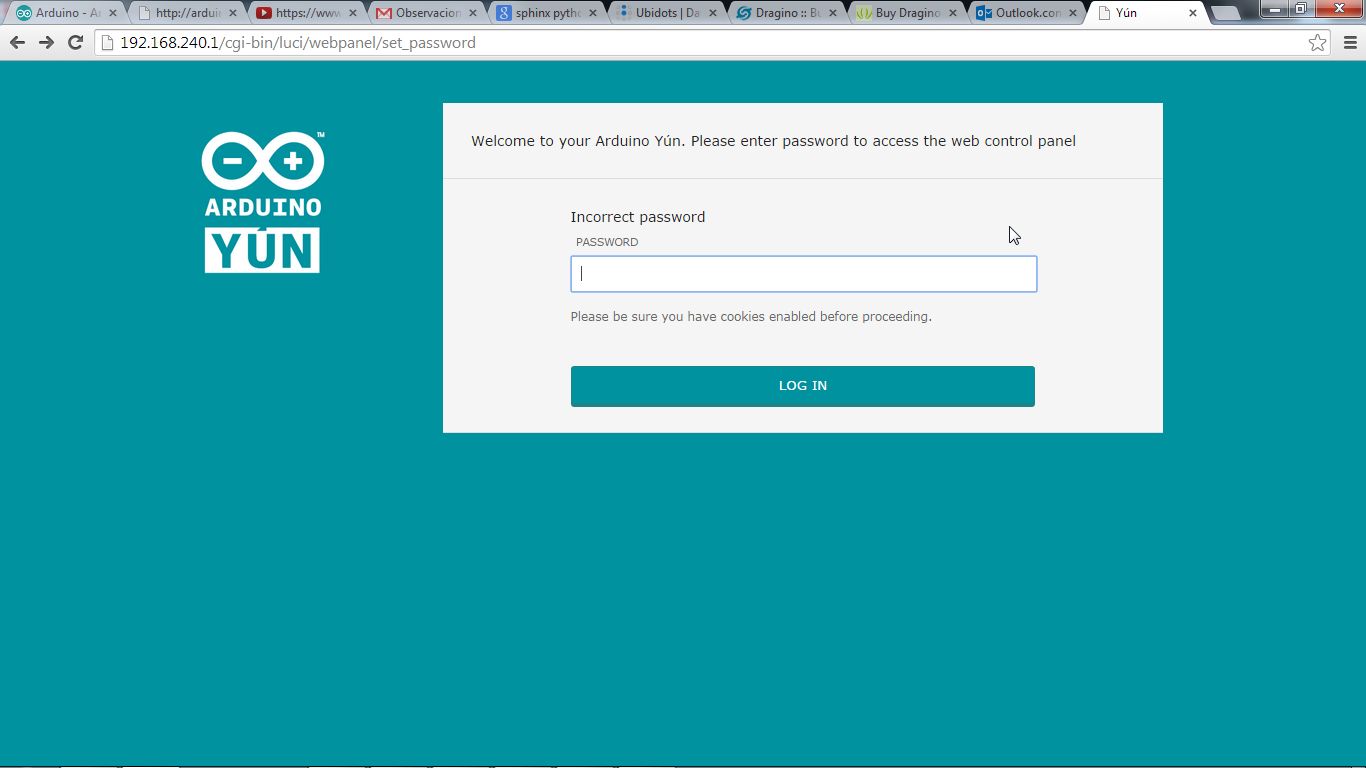 Arduino - A
http://ardui
https://www
Observacion
sphinx pytho
Ubidots | Da
Dragino :: Bu
Buy Dragino
Outlook.con
Yún
192.168.240.1/cgi-bin/luci/webpanel/set_password
Welcome to your Arduino Yún. Please enter password to access the web control panel
ARDUINO
YÚN
TM
Incorrect password
PASSWORD
Please be sure you have cookies enabled before proceeding.
LOG IN